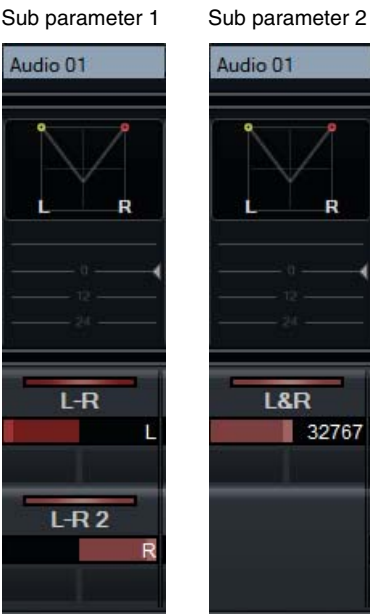 Sub parameter 1
Sub parameter 2
Audio 01
Audio 01
L R
L R
0
12
24
0
12
24
L-R
L
L-R 2
R
L&R
32767